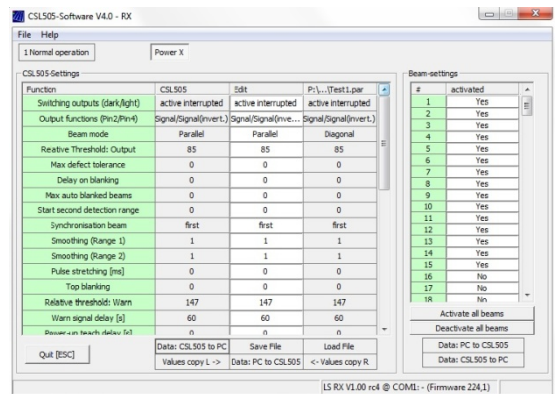 CSL505-Software V4.0 - RX
File Help
1 Normal operation Power X
CSL505-Settings
Function CSL505 Edit P:\...\Test1.par
Switching outputs (dark/light) active interrupted active interrupted active interrupted
Output functions (Pin2/Pin4) Signal/Signal(invert.) Signal/Signal(inve... Signal/Signal(invert.)
Beam mode Parallel Parallel Diagonal
Reative Threshold: Output 85 85 85
Max defect tolerance 0 0 0
Delay on blanking 0 0 0
Max auto blanked beams 0 0 0
Start second detection range 0 0 0
Synchronisation beam first first first
Smoothing (Range 1) 1 1 1
Smoothing (Range 2) 1 1 1
Pulse stretching [ms] 0 0 0
Top blanking 0 0 0
Relative threshold: Warn 147 147 147
Warn signal delay [s] 60 60 60
Power-up teach delay [s] 0 0 0
Quit [ESC]
Data: CSL505 to PC Save File Load File
Values copy L -> Data: PC to CSL505 <- Values copy R
Beam-settings
# activated
1 Yes
2 Yes
3 Yes
4 Yes
5 Yes
6 Yes
7 Yes
8 Yes
9 Yes
10 Yes
11 Yes
12 Yes
13 Yes
14 Yes
15 Yes
16 No
17 No
18 No
Activate all beams
Deactivate all beams
Data: PC to CSL505
Data: CSL505 to PC
LS RX V1.00 rc4 @ COM1: - (Firmware 224,1)